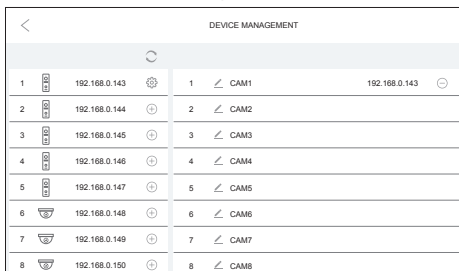 DEVICE MANAGEMENT
1 192.168.0.143 1 CAM1 192.168.0.143
2 192.168.0.144 2 CAM2
3 192.168.0.145 3 CAM3
4 192.168.0.146 4 CAM4
5 192.168.0.147 5 CAM5
6 192.168.0.148 6 CAM6
7 192.168.0.149 7 CAM7
8 192.168.0.150 8 CAM8